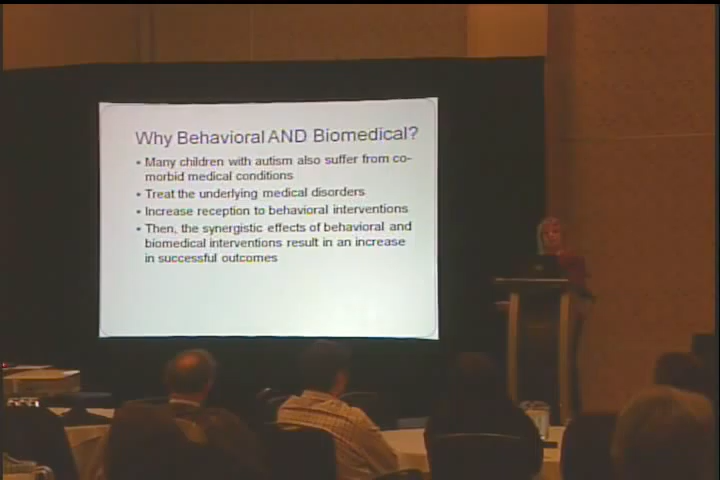 Why Behavioral AND Biomedical?
• Many children with autism also suffer from co-
morbid medical conditions
• Treat the underlying medical disorders
• Increase reception to behavioral interventions
• Then, the synergistic effects of behavioral and
biomedical interventions result in an increase
in successful outcomes